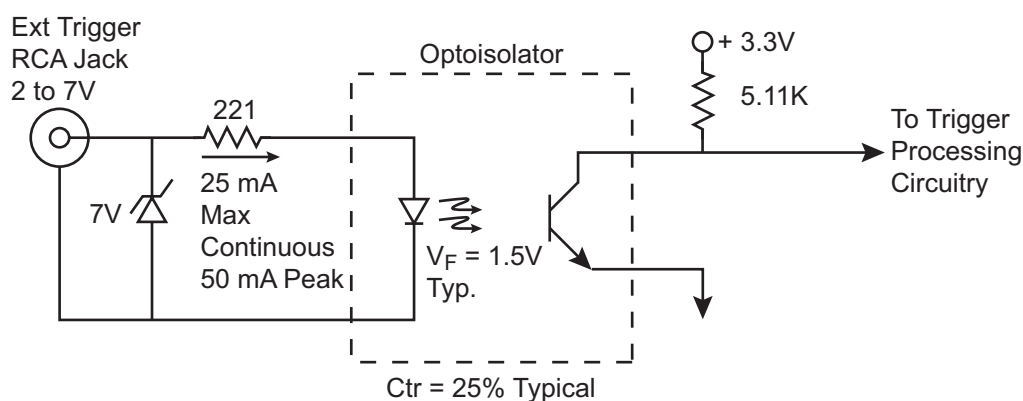 Ext Trigger
RCA Jack
2 to 7V
221
25 mA
Max
Continuous
50 mA Peak
7V
Optoisolator
V_F = 1.5V
Typ.
Ctr = 25% Typical
+ 3.3V
5.11K
To Trigger
Processing
Circuitry